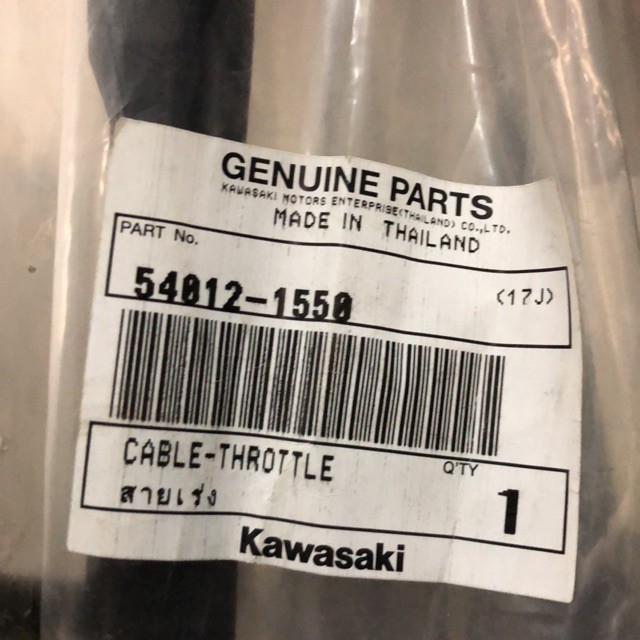 GENUINE PARTS
KAWASAKI MOTORS ENTERPRISE(THAILAND) CO.,LTD.
MADE IN THAILAND
PART No.
54012-1550 (17J)
CABLE-THROTTLE Q'TY
สายเร่ง 1
Kawasaki